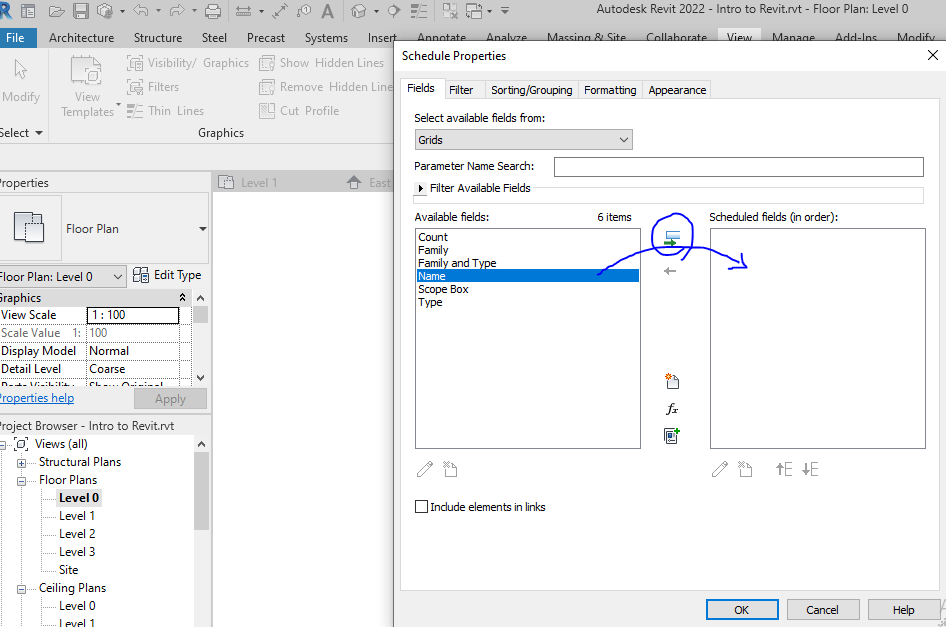 Autodesk Revit 2022 - Intro to Revit.rvt - Floor Plan: Level 0
File Architecture Structure Steel Precast Systems Insert Annotate Analyze Massing & Site Collaborate View Manage Add-Ins Modify
Modify
View
Templates
Visibility/ Graphics
Filters
Thin Lines
Show Hidden Lines
Remove Hidden Line
Cut Profile
Select
Graphics
Properties
Floor Plan
Floor Plan: Level 0
Edit Type
Graphics
View Scale 1 : 100
Scale Value 1: 100
Display Model Normal
Detail Level Coarse
Parts Visibility Show Original
Properties help
Apply
Project Browser - Intro to Revit.rvt
Views (all)
Structural Plans
Floor Plans
Level 0
Level 1
Level 2
Level 3
Site
Ceiling Plans
Level 0
Level 1
Level 1
East
Schedule Properties
Fields Filter Sorting/Grouping Formatting Appearance
Select available fields from:
Grids
Parameter Name Search:
Filter Available Fields
Available fields: 6 items
Count
Family
Family and Type
Name
Scope Box
Type
Scheduled fields (in order):
fx
Include elements in links
OK Cancel Help